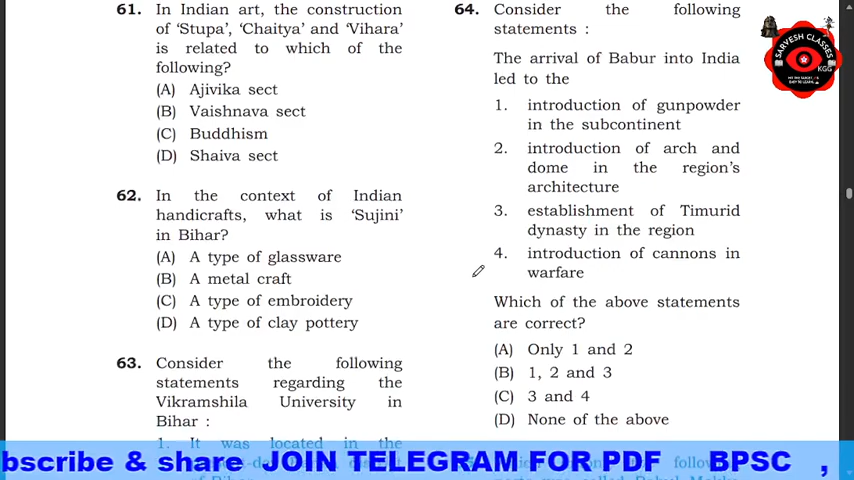 61. In Indian art, the construction
of 'Stupa', 'Chaitya' and 'Vihara'
is related to which of the
following?
(A) Ajivika sect
(B) Vaishnava sect
(C) Buddhism
(D) Shaiva sect
62. In the context of Indian
handicrafts, what is 'Sujini'
in Bihar?
(A) A type of glassware
(B) A metal craft
(C) A type of embroidery
(D) A type of clay pottery
63. Consider the following
statements regarding the
Vikramshila University in
Bihar :
1. It was located in the
64. Consider the following
statements :
The arrival of Babur into India
led to the
1. introduction of gunpowder
in the subcontinent
2. introduction of arch and
dome in the region's
architecture
3. establishment of Timurid
dynasty in the region
4. introduction of cannons in
warfare
Which of the above statements
are correct?
(A) Only 1 and 2
(B) 1, 2 and 3
(C) 3 and 4
(D) None of the above
SARVESH CLASSES
KGG
bscribe & share JOIN TELEGRAM FOR PDF BPSC ,